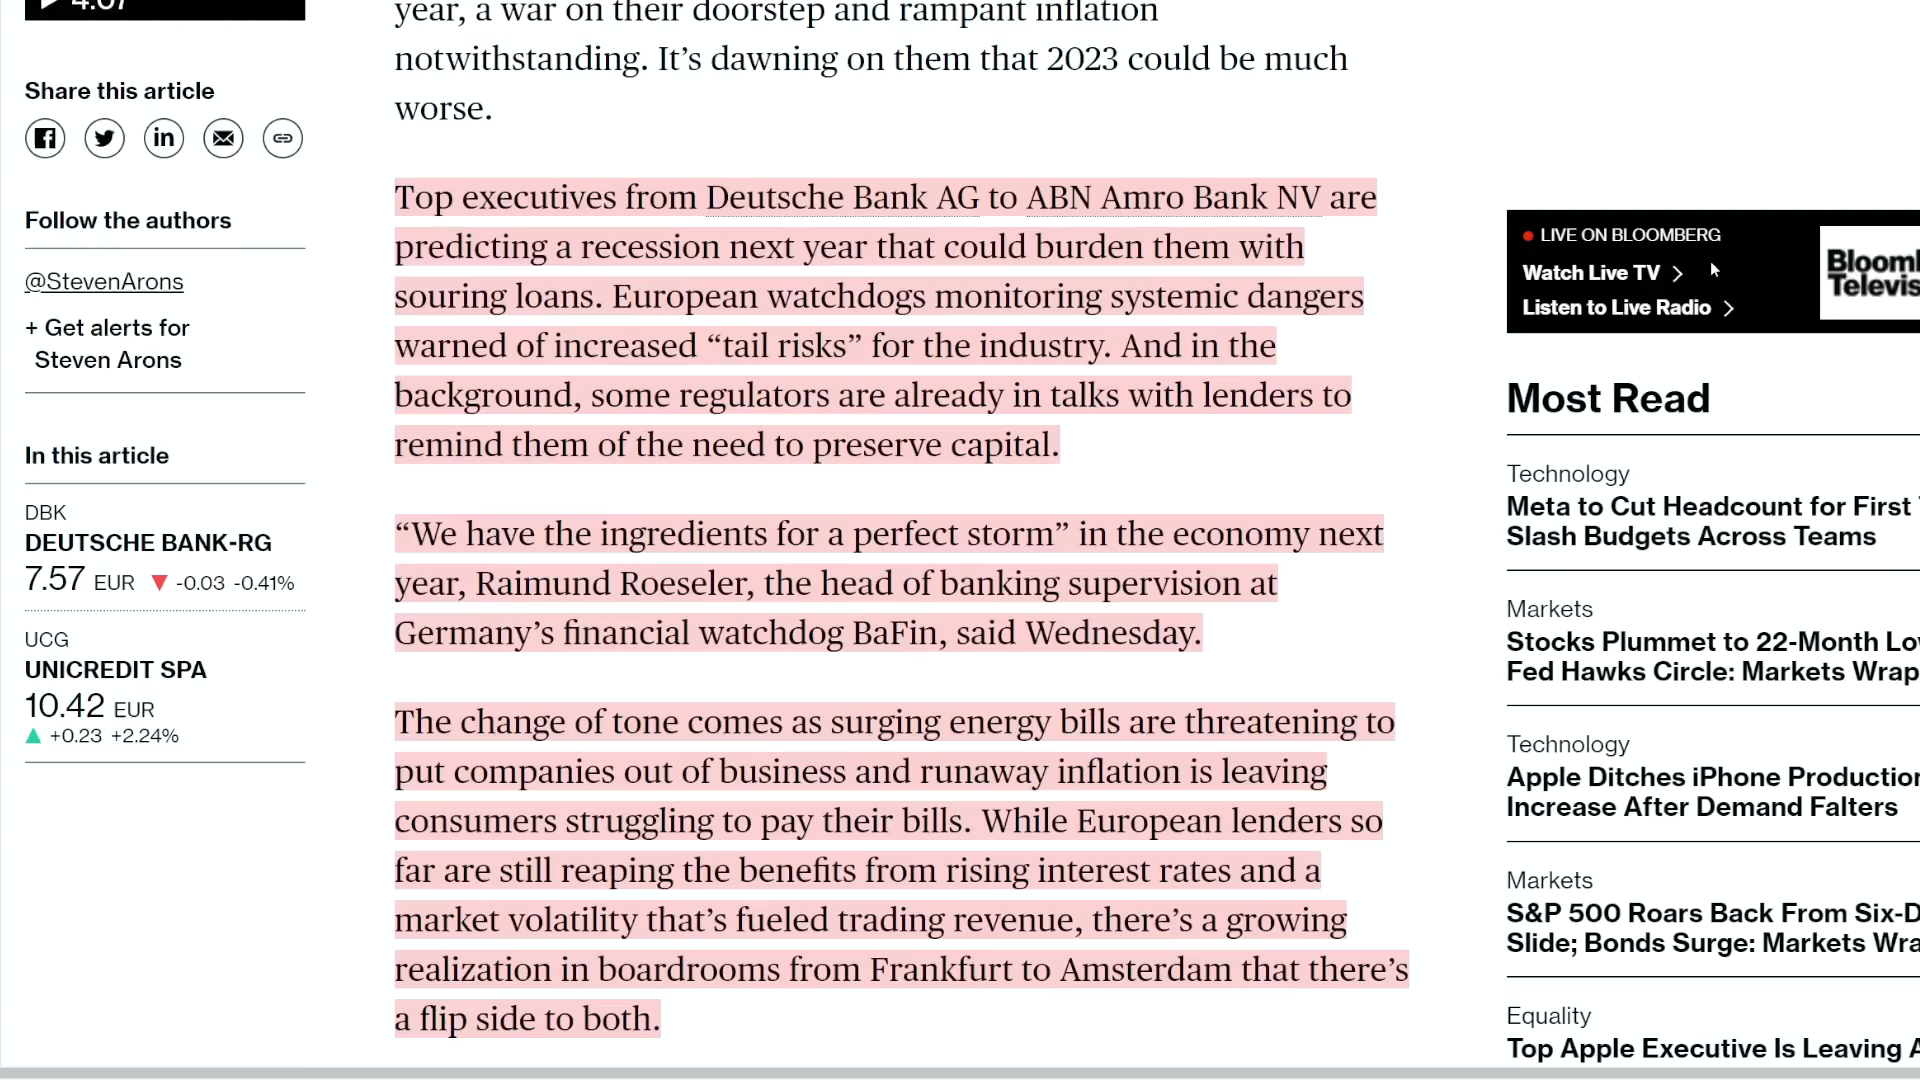 4:07
Share this article
in
Follow the authors
@StevenArons
+ Get alerts for
Steven Arons
In this article
DBK
DEUTSCHE BANK-RG
7.57 EUR ▼ -0.03 -0.41%
UCG
UNICREDIT SPA
10.42 EUR
▲ +0.23 +2.24%
year, a war on their doorstep and rampant inflation
notwithstanding. It’s dawning on them that 2023 could be much
worse.
Top executives from Deutsche Bank AG to ABN Amro Bank NV are
predicting a recession next year that could burden them with
souring loans. European watchdogs monitoring systemic dangers
warned of increased “tail risks” for the industry. And in the
background, some regulators are already in talks with lenders to
remind them of the need to preserve capital.
“We have the ingredients for a perfect storm” in the economy next
year, Raimund Roeseler, the head of banking supervision at
Germany’s financial watchdog BaFin, said Wednesday.
The change of tone comes as surging energy bills are threatening to
put companies out of business and runaway inflation is leaving
consumers struggling to pay their bills. While European lenders so
far are still reaping the benefits from rising interest rates and a
market volatility that’s fueled trading revenue, there’s a growing
realization in boardrooms from Frankfurt to Amsterdam that there’s
a flip side to both.
LIVE ON BLOOMBERG
Watch Live TV
Listen to Live Radio
Most Read
Technology
Meta to Cut Headcount for First
Slash Budgets Across Teams
Markets
Stocks Plummet to 22-Month
Fed Hawks Circle: Markets Wrap
Technology
Apple Ditches iPhone
Increase After Demand Falters
Markets
S&P 500 Roars Back From
Slide; Bonds Surge: Markets
Equality
Top Apple Executive Is Leaving